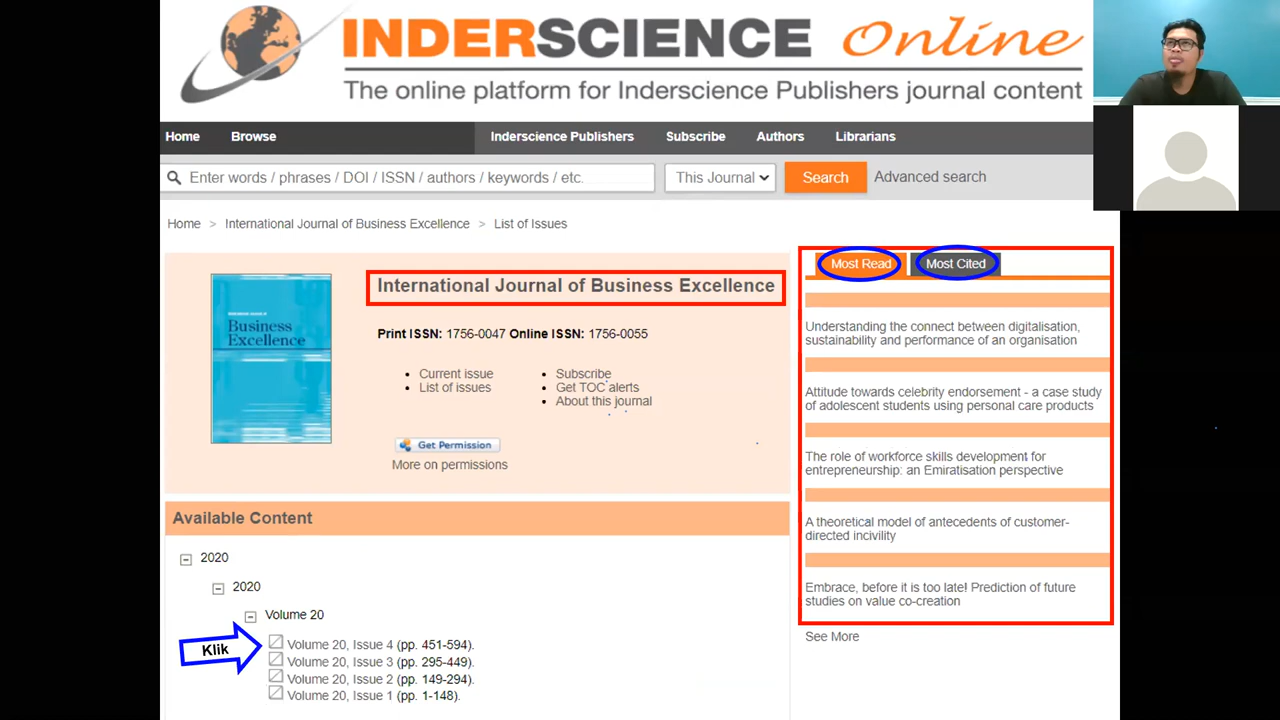 INDERSCIENCE Online
The online platform for Inderscience Publishers journal content
Home Browse Inderscience Publishers Subscribe Authors Librarians
Enter words / phrases / DOI / ISSN / authors / keywords / etc. This Journal Search Advanced search
Home > International Journal of Business Excellence > List of Issues
Business
Excellence
International Journal of Business Excellence
Print ISSN: 1756-0047 Online ISSN: 1756-0055
Current issue
List of issues
Subscribe
Get TOC alerts
About this journal
Get Permission
More on permissions
Available Content
2020
2020
Volume 20
Klik
Volume 20, Issue 4 (pp. 451-594).
Volume 20, Issue 3 (pp. 295-449).
Volume 20, Issue 2 (pp. 149-294).
Volume 20, Issue 1 (pp. 1-148).
Most Read Most Cited
Understanding the connect between digitalisation,
sustainability and performance of an organisation
Attitude towards celebrity endorsement - a case study
of adolescent students using personal care products
The role of workforce skills development for
entrepreneurship: an Emiratisation perspective
A theoretical model of antecedents of customer-
directed incivility
Embrace, before it is too late! Prediction of future
studies on value co-creation
See More